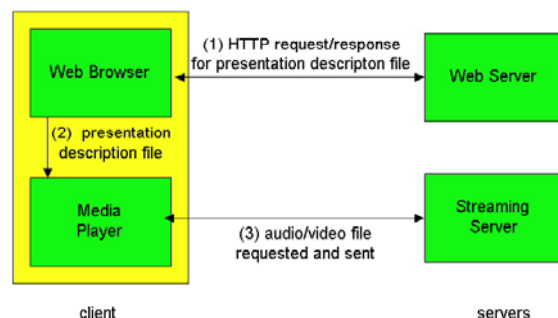 (1) HTTP request/response
for presentation descripton file
Web Browser
Web Server
(2) presentation
description file
Media
Player
Streaming
Server
(3) audio/video file
requested and sent
client
servers